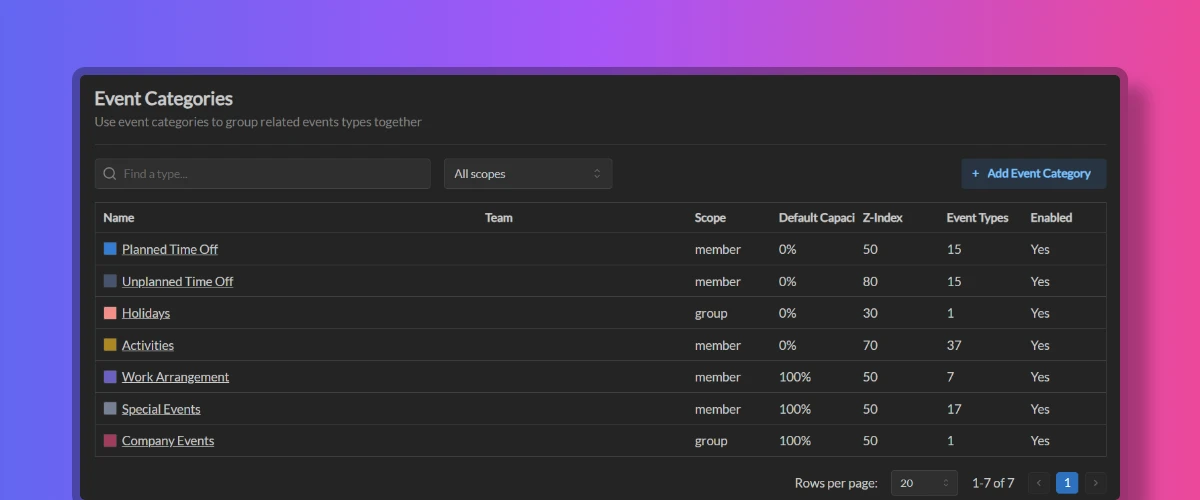 Event Categories
Use event categories to group related events types together
Find a type...
All scopes
+ Add Event Category
Name Team Scope Default Capaci Z-Index Event Types Enabled
Planned Time Off member 0% 50 15 Yes
Unplanned Time Off member 0% 80 15 Yes
Holidays group 0% 30 1 Yes
Activities member 0% 70 37 Yes
Work Arrangement member 100% 50 7 Yes
Special Events member 100% 50 17 Yes
Company Events group 100% 50 1 Yes
Rows per page: 20 1-7 of 7 < 1 >